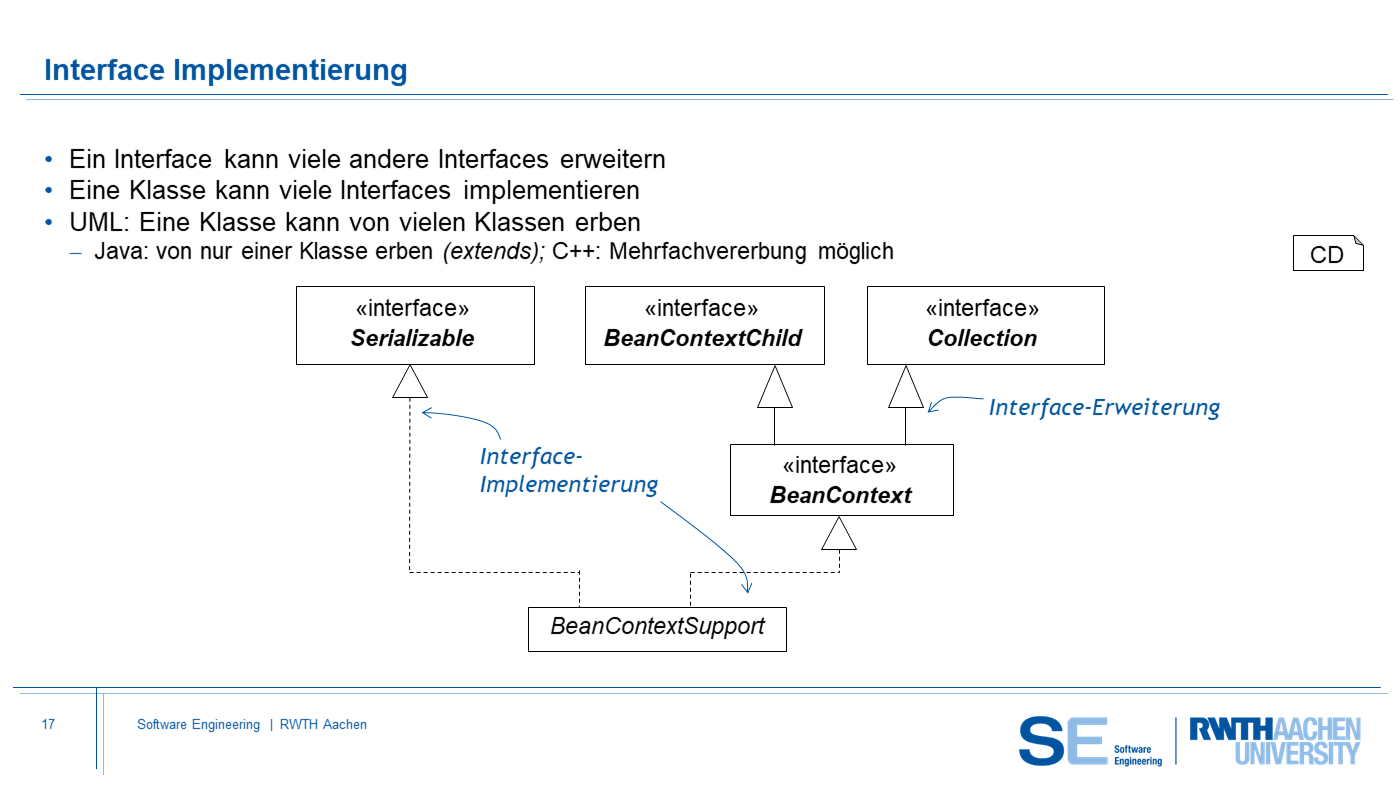 Interface Implementierung
• Ein Interface kann viele andere Interfaces erweitern
• Eine Klasse kann viele Interfaces implementieren
• UML: Eine Klasse kann von vielen Klassen erben
– Java: von nur einer Klasse erben (extends); C++: Mehrfachvererbung möglich
CD
«interface»
Serializable
«interface»
BeanContextChild
«interface»
Collection
Interface-Erweiterung
Interface-
Implementierung
«interface»
BeanContext
BeanContextSupport
17
Software Engineering | RWTH Aachen
SE
Software
Engineering
RWTHAACHEN
UNIVERSITY